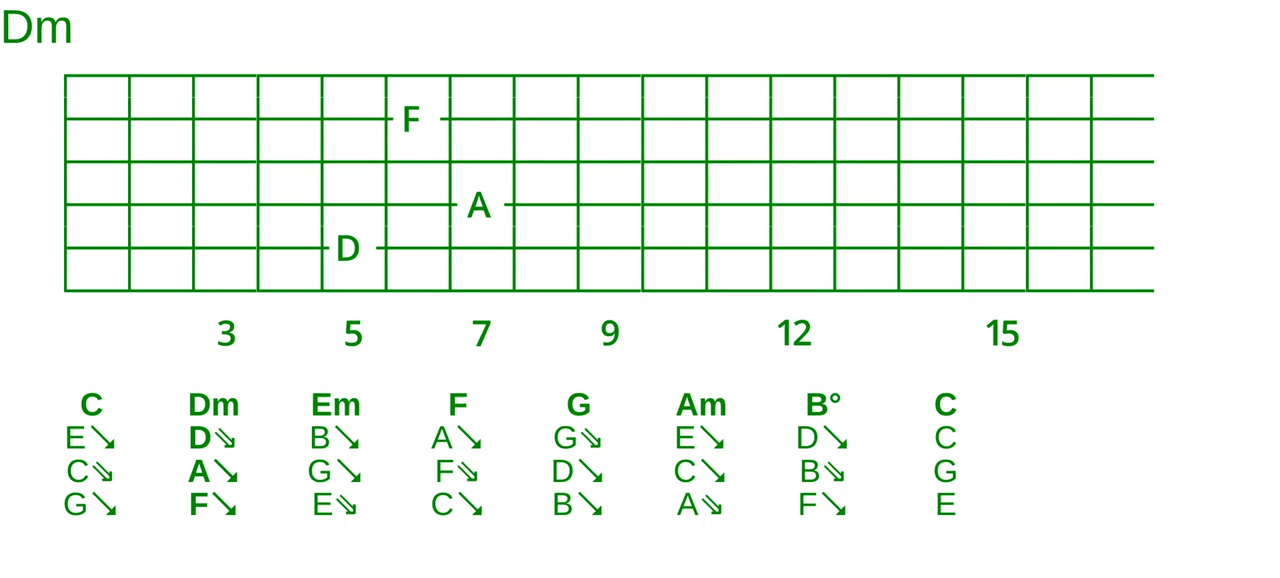 Dm
F
A
D
3 5 7 9 12 15
C Dm Em F G Am B° C
E↘ D⇘ B↘ A↘ G⇘ E↘ D↘ C
C⇘ A↘ G↘ F⇘ D↘ C↘ B⇘ G
G↘ F↘ E⇘ C↘ B↘ A⇘ F↘ E